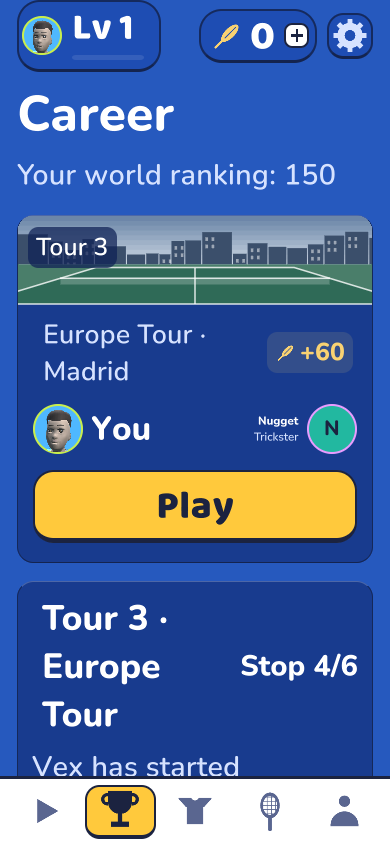 Lv 1
0
Career
Your world ranking: 150
Tour 3
Europe Tour ·
Madrid
+60
You
Nugget
Trickster
N
Play
Tour 3 ·
Europe
Tour
Stop 4/6
Vex has started